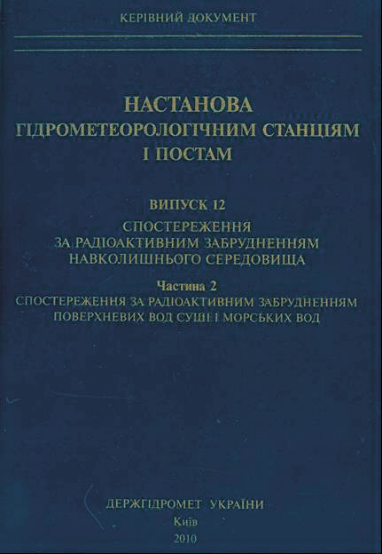 КЕРІВНИЙ ДОКУМЕНТ
НАСТАНОВА
ГІДРОМЕТЕОРОЛОГІЧНИМ СТАНЦІЯМ
І ПОСТАМ
ВИПУСК 12
СПОСТЕРЕЖЕННЯ
ЗА РАДІОАКТИВНИМ ЗАБРУДНЕННЯМ
НАВКОЛИШНЬОГО СЕРЕДОВИЩА
Частина 2
СПОСТЕРЕЖЕННЯ ЗА РАДІОАКТИВНИМ ЗАБРУДНЕННЯМ
ПОВЕРХНЕВИХ ВОД СУШІ І МОРСЬКИХ ВОД
ДЕРЖГІДРОМЕТ УКРАЇНИ
Київ
2010